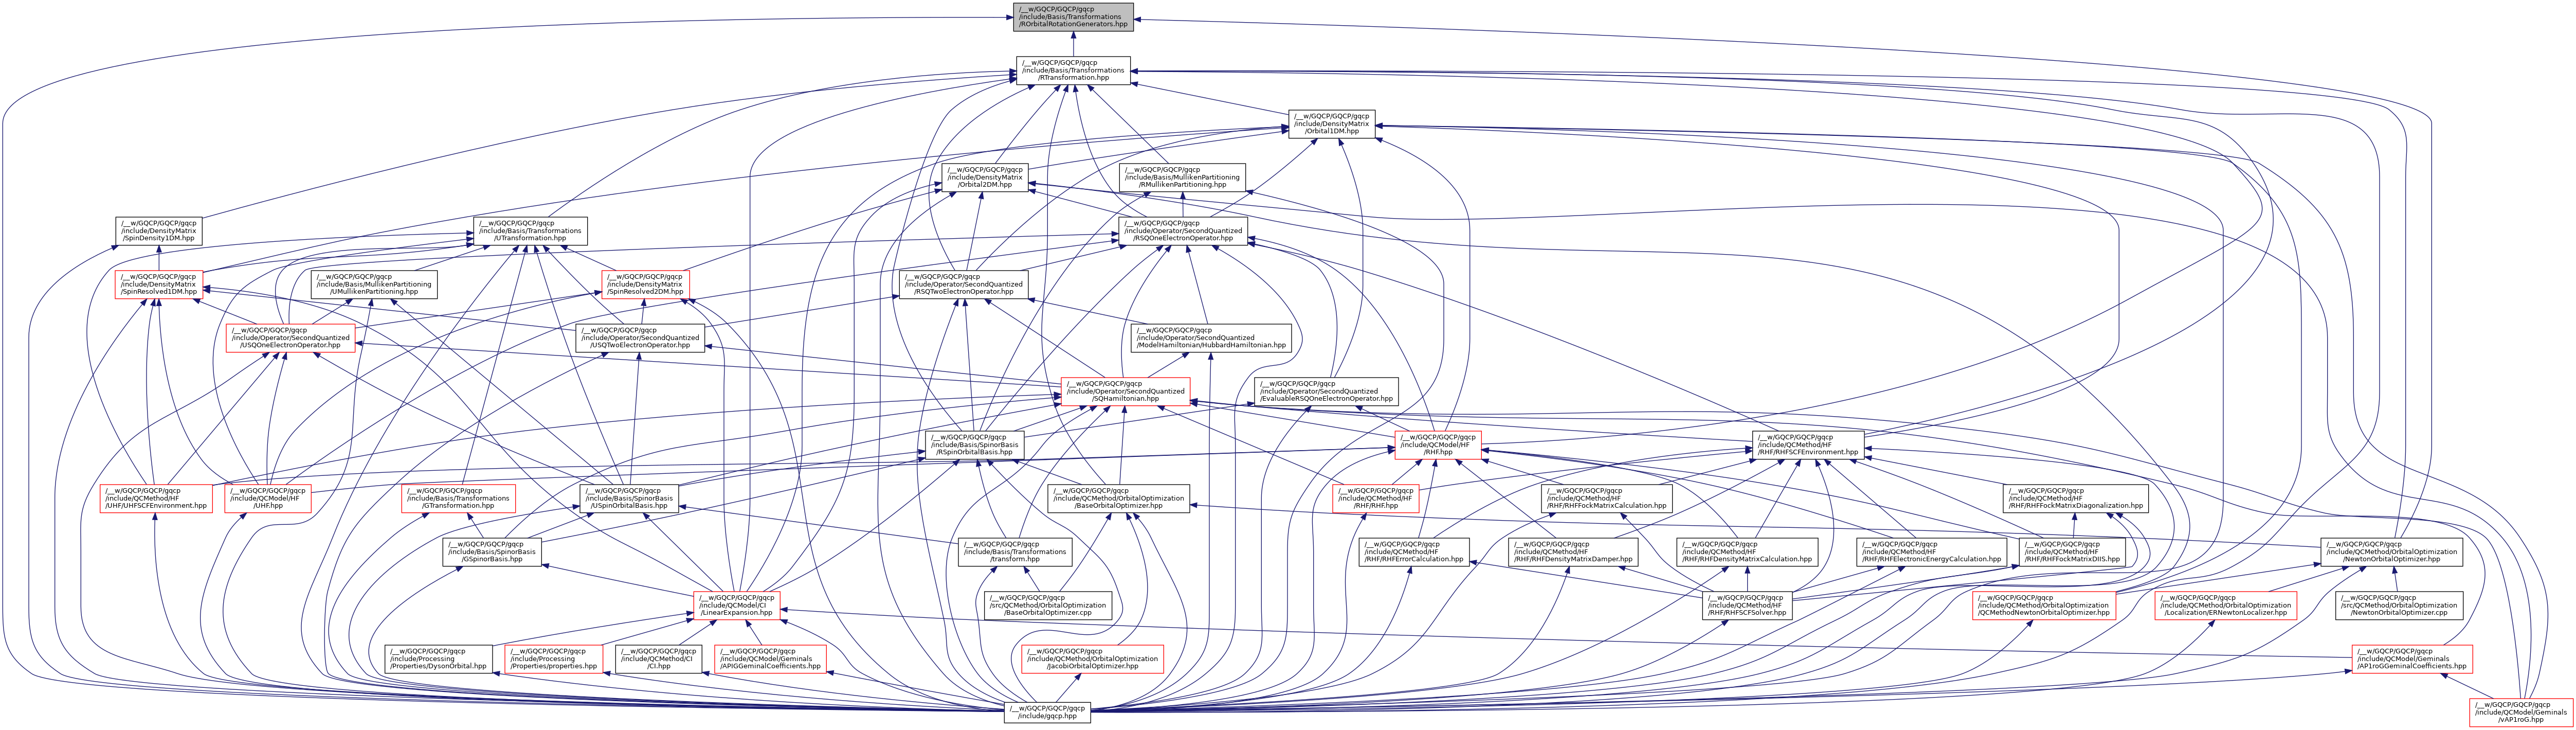 /__w/GQCP/GQCP/gqcp
/include/Basis/Transformations
/ROrbitalRotationGenerators.hpp
/__w/GQCP/GQCP/gqcp
/include/Basis/Transformations
/RTransformation.hpp
/__w/GQCP/GQCP/gqcp
/include/DensityMatrix
/Orbital1DM.hpp
/__w/GQCP/GQCP/gqcp
/include/DensityMatrix
/Orbital2DM.hpp
/__w/GQCP/GQCP/gqcp
/include/Basis/MullikenPartitioning
/RMullikenPartitioning.hpp
/__w/GQCP/GQCP/gqcp
/include/DensityMatrix
/SpinDensity1DM.hpp
/__w/GQCP/GQCP/gqcp
/include/Basis/Transformations
/UTransformation.hpp
/__w/GQCP/GQCP/gqcp
/include/Operator/SecondQuantized
/RSQOneElectronOperator.hpp
/__w/GQCP/GQCP/gqcp
/include/DensityMatrix
/SpinResolved1DM.hpp
/__w/GQCP/GQCP/gqcp
/include/Basis/MullikenPartitioning
/UMullikenPartitioning.hpp
/__w/GQCP/GQCP/gqcp
/include/DensityMatrix
/SpinResolved2DM.hpp
/__w/GQCP/GQCP/gqcp
/include/Operator/SecondQuantized
/RSQTwoElectronOperator.hpp
/__w/GQCP/GQCP/gqcp
/include/Operator/SecondQuantized
/USQOneElectronOperator.hpp
/__w/GQCP/GQCP/gqcp
/include/Operator/SecondQuantized
/USQTwoElectronOperator.hpp
/__w/GQCP/GQCP/gqcp
/include/Operator/SecondQuantized
/ModelHamiltonian/HubbardHamiltonian.hpp
/__w/GQCP/GQCP/gqcp
/include/Operator/SecondQuantized
/SQHamiltonian.hpp
/__w/GQCP/GQCP/gqcp
/include/Operator/SecondQuantized
/EvaluableRSQOneElectronOperator.hpp
/__w/GQCP/GQCP/gqcp
/include/Basis/SpinorBasis
/RSpinOrbitalBasis.hpp
/__w/GQCP/GQCP/gqcp
/include/QCModel/HF
/RHF.hpp
/__w/GQCP/GQCP/gqcp
/include/QCMethod/HF
/RHF/RHFSCFEnvironment.hpp
/__w/GQCP/GQCP/gqcp
/include/QCMethod/HF
/UHF/UHFSCFEnvironment.hpp
/__w/GQCP/GQCP/gqcp
/include/QCModel/HF
/UHF.hpp
/__w/GQCP/GQCP/gqcp
/include/Basis/Transformations
/GTransformation.hpp
/__w/GQCP/GQCP/gqcp
/include/Basis/SpinorBasis
/USpinOrbitalBasis.hpp
/__w/GQCP/GQCP/gqcp
/include/QCMethod/OrbitalOptimization
/BaseOrbitalOptimizer.hpp
/__w/GQCP/GQCP/gqcp
/include/QCMethod/HF
/RHF/RHF.hpp
/__w/GQCP/GQCP/gqcp
/include/QCMethod/HF
/RHF/RHFFockMatrixCalculation.hpp
/__w/GQCP/GQCP/gqcp
/include/QCMethod/HF
/RHF/RHFFockMatrixDiagonalization.hpp
/__w/GQCP/GQCP/gqcp
/include/Basis/SpinorBasis
/GSpinorBasis.hpp
/__w/GQCP/GQCP/gqcp
/include/Basis/Transformations
/transform.hpp
/__w/GQCP/GQCP/gqcp
/include/QCMethod/HF
/RHF/RHFErrorCalculation.hpp
/__w/GQCP/GQCP/gqcp
/include/QCMethod/HF
/RHF/RHFDensityMatrixDamper.hpp
/__w/GQCP/GQCP/gqcp
/include/QCMethod/HF
/RHF/RHFDensityMatrixCalculation.hpp
/__w/GQCP/GQCP/gqcp
/include/QCMethod/HF
/RHF/RHFElectronicEnergyCalculation.hpp
/__w/GQCP/GQCP/gqcp
/include/QCMethod/HF
/RHF/RHFFockMatrixDIIS.hpp
/__w/GQCP/GQCP/gqcp
/include/QCMethod/OrbitalOptimization
/NewtonOrbitalOptimizer.hpp
/__w/GQCP/GQCP/gqcp
/include/QCModel/CI
/LinearExpansion.hpp
/__w/GQCP/GQCP/gqcp
/src/QCMethod/OrbitalOptimization
/BaseOrbitalOptimizer.cpp
/__w/GQCP/GQCP/gqcp
/include/QCMethod/HF
/RHF/RHFSCFSolver.hpp
/__w/GQCP/GQCP/gqcp
/include/QCMethod/OrbitalOptimization
/QCMethodNewtonOrbitalOptimizer.hpp
/__w/GQCP/GQCP/gqcp
/include/QCMethod/OrbitalOptimization
/Localization/ERNewtonLocalizer.hpp
/__w/GQCP/GQCP/gqcp
/src/QCMethod/OrbitalOptimization
/NewtonOrbitalOptimizer.cpp
/__w/GQCP/GQCP/gqcp
/include/Processing
/Properties/DysonOrbital.hpp
/__w/GQCP/GQCP/gqcp
/include/Processing
/Properties/properties.hpp
/__w/GQCP/GQCP/gqcp
/include/QCMethod/CI
/CI.hpp
/__w/GQCP/GQCP/gqcp
/include/QCModel/Geminals
/APIGGeminalCoefficients.hpp
/__w/GQCP/GQCP/gqcp
/include/QCMethod/OrbitalOptimization
/JacobiOrbitalOptimizer.hpp
/__w/GQCP/GQCP/gqcp
/include/QCModel/Geminals
/AP1roGGeminalCoefficients.hpp
/__w/GQCP/GQCP/gqcp
/include/gqcp.hpp
/__w/GQCP/GQCP/gqcp
/include/QCModel/Geminals
/vAP1roG.hpp